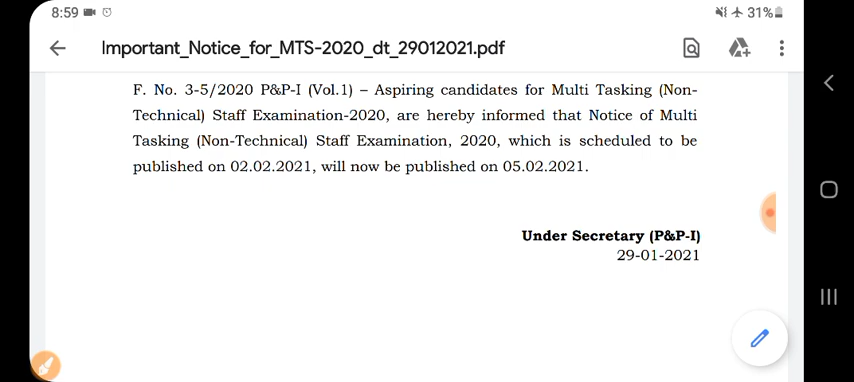 8:59 31%
Important_Notice_for_MTS-2020_dt_29012021.pdf
F. No. 3-5/2020 P&P-I (Vol.1) – Aspiring candidates for Multi Tasking (Non-
Technical) Staff Examination-2020, are hereby informed that Notice of Multi
Tasking (Non-Technical) Staff Examination, 2020, which is scheduled to be
published on 02.02.2021, will now be published on 05.02.2021.
Under Secretary (P&P-I)
29-01-2021